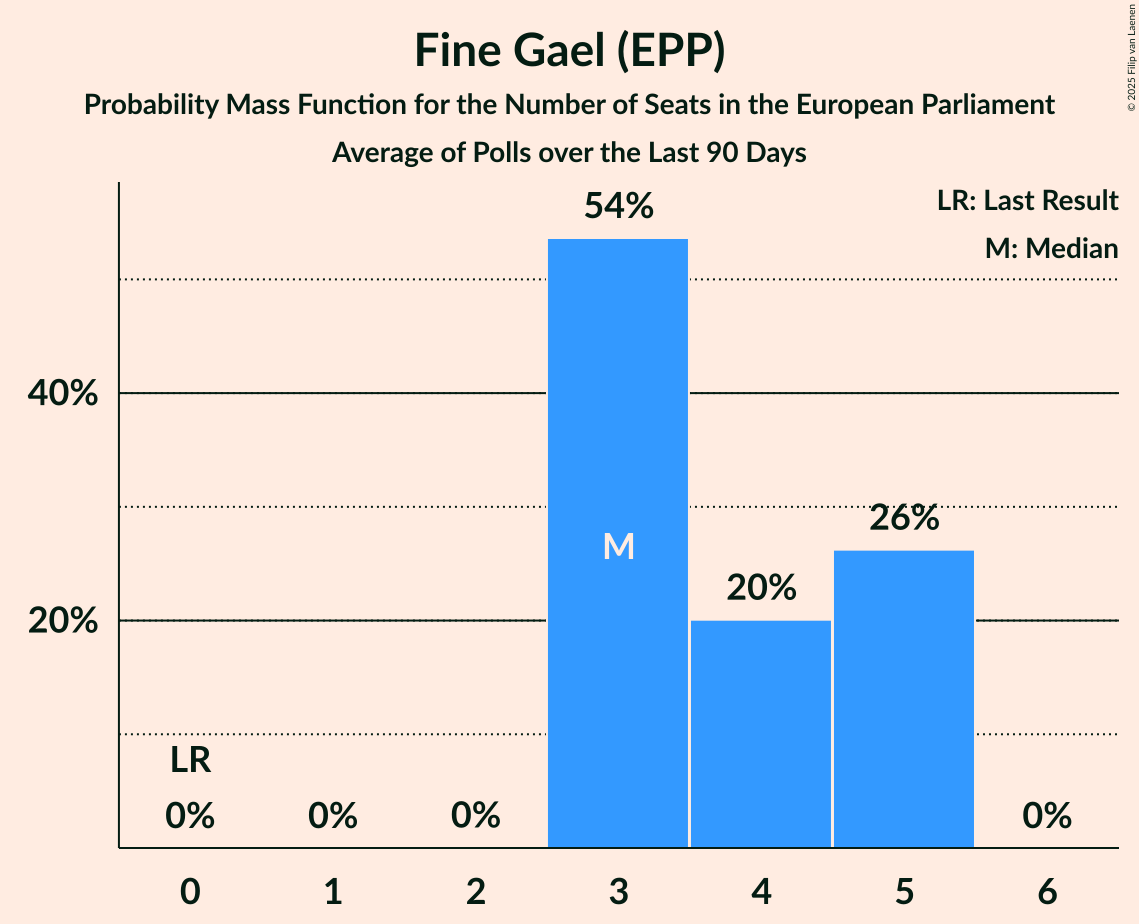 Fine Gael (EPP)
Probability Mass Function for the Number of Seats in the European Parliament
Average of Polls over the Last 90 Days
© 2025 Filip van Laenen
LR: Last Result
M: Median
54%
40%
M
26%
20%
20%
LR
0%
0%
0%
0%
0
1
2
3
4
5
6